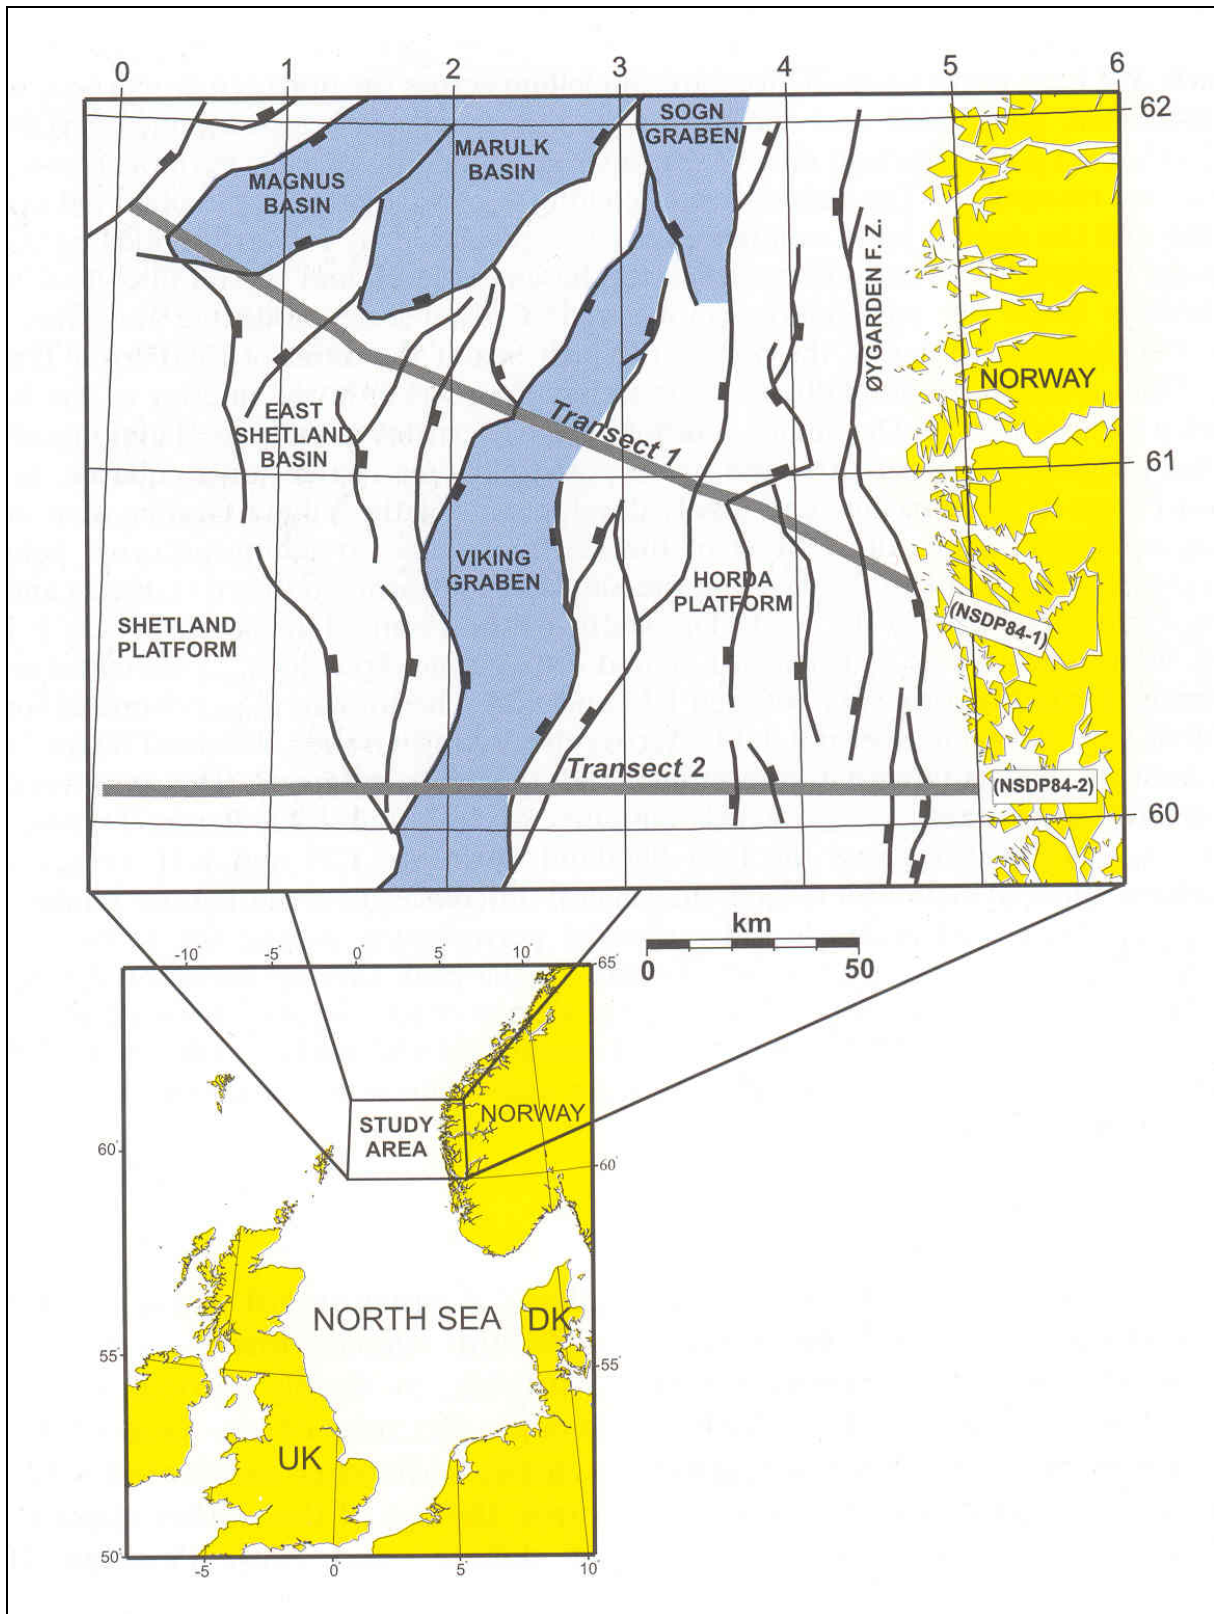 0 1 2 3 4 5 6
62
SOGN
GRABEN
MARULK
BASIN
MAGNUS
BASIN
ØYGARDEN F. Z.
NORWAY
EAST
SHETLAND
BASIN
Transect 1
61
VIKING
GRABEN
HORDA
PLATFORM
SHETLAND
PLATFORM
(NSDP84-1)
Transect 2
(NSDP84-2)
60
km
0 50
-10° -5° 0° 5° 10°
65°
STUDY
AREA
NORWAY
60°
60°
NORTH SEA
DK
55°
55°
UK
50°
-5° 0° 5° 10°